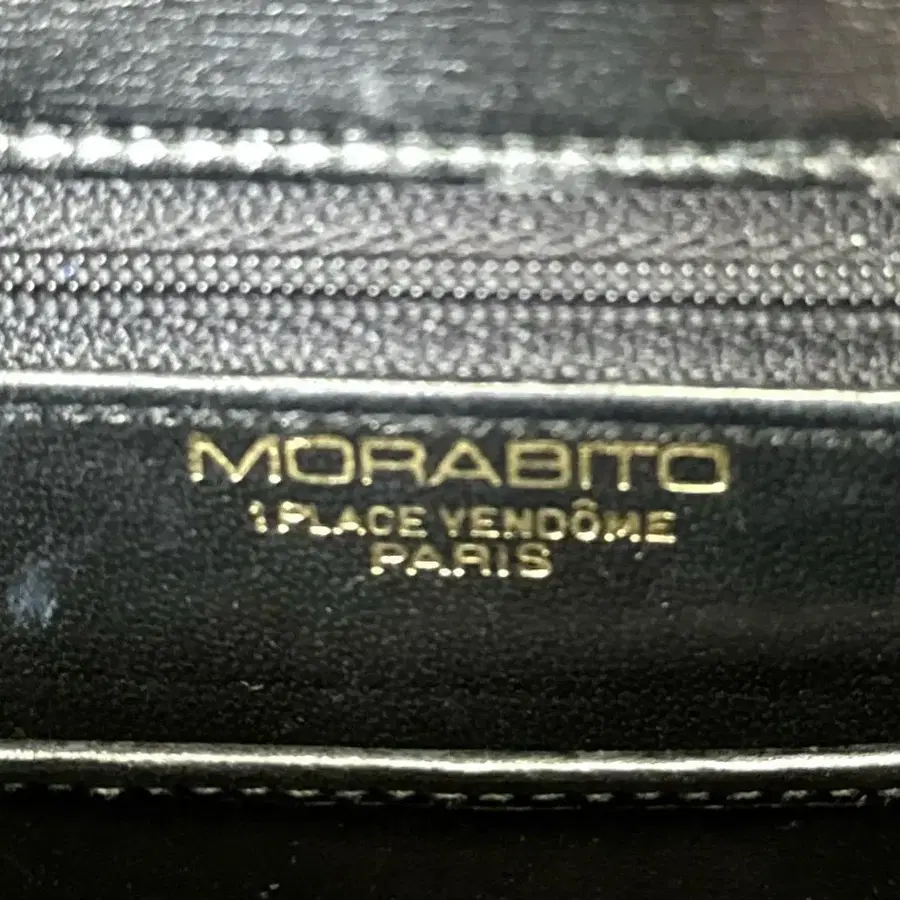 MORABITO
1 PLACE VENDÔME
PARIS